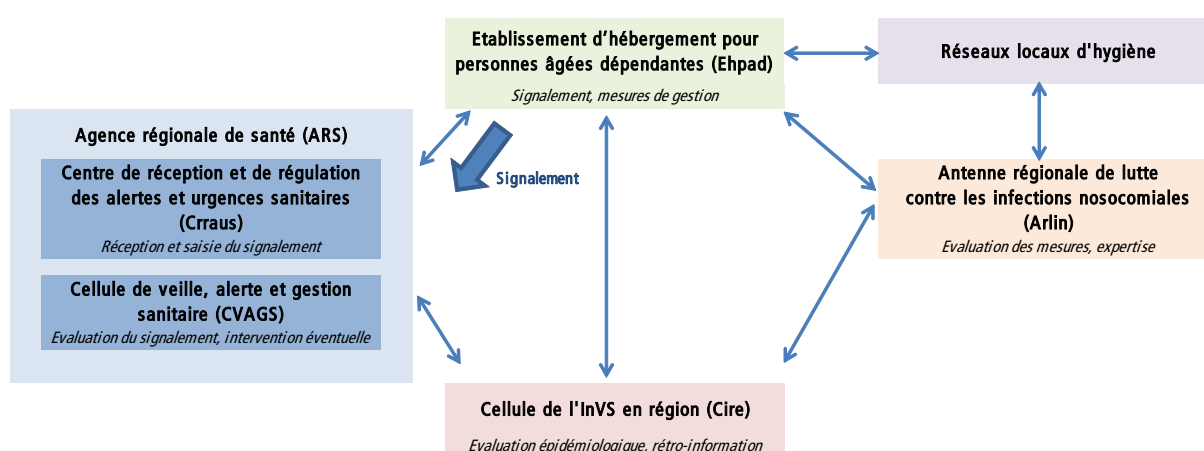 Etablissement d’hébergement pour
personnes âgées dépendantes (Ehpad)
Signalement, mesures de gestion
Réseaux locaux d'hygiène
Agence régionale de santé (ARS)
Centre de réception et de régulation
des alertes et urgences sanitaires
(Crraus)
Réception et saisie du signalement
Signalement
Antenne régionale de lutte
contre les infections nosocomiales
(Arlin)
Evaluation des mesures, expertise
Cellule de veille, alerte et gestion
sanitaire (CVAGS)
Evaluation du signalement, intervention éventuelle
Cellule de l'InVS en région (Cire)
Evaluation épidémiologique, rétro-information